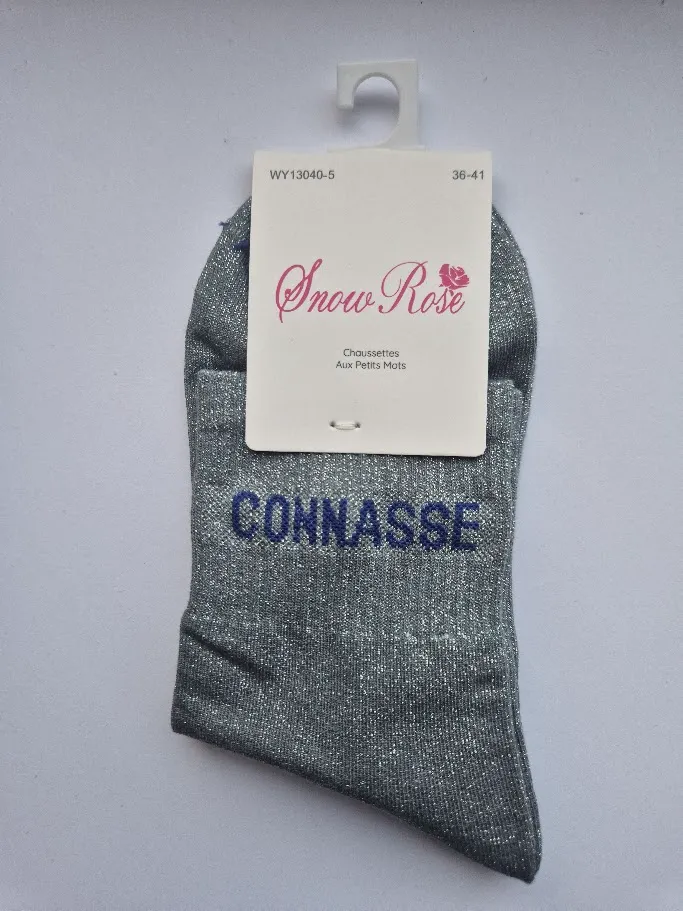 WY13040-5 36-41
Snow Rose
Chaussettes
Aux Petits Mots
CONNASSE